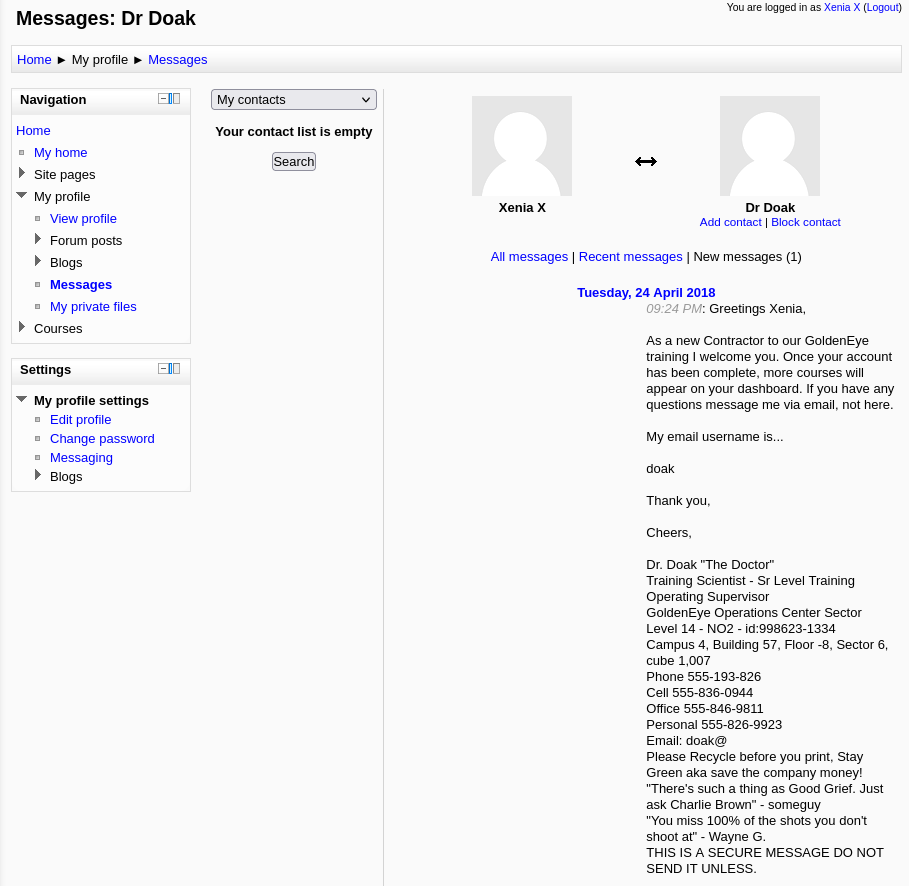 Messages: Dr Doak
You are logged in as Xenia X (Logout)
Home ► My profile ► Messages
Navigation
Home
My home
Site pages
My profile
View profile
Forum posts
Blogs
Messages
My private files
Courses
Settings
My profile settings
Edit profile
Change password
Messaging
Blogs
My contacts
Your contact list is empty
Search
Xenia X
Dr Doak
Add contact | Block contact
All messages | Recent messages | New messages (1)
Tuesday, 24 April 2018
09:24 PM: Greetings Xenia,
As a new Contractor to our GoldenEye
training I welcome you. Once your account
has been complete, more courses will
appear on your dashboard. If you have any
questions message me via email, not here.
My email username is...
doak
Thank you,
Cheers,
Dr. Doak "The Doctor"
Training Scientist - Sr Level Training
Operating Supervisor
GoldenEye Operations Center Sector
Level 14 - NO2 - id:998623-1334
Campus 4, Building 57, Floor -8, Sector 6,
cube 1,007
Phone 555-193-826
Cell 555-836-0944
Office 555-846-9811
Personal 555-826-9923
Email: doak@
Please Recycle before you print, Stay
Green aka save the company money!
"There's such a thing as Good Grief. Just
ask Charlie Brown" - someguy
"You miss 100% of the shots you don't
shoot at" - Wayne G.
THIS IS A SECURE MESSAGE DO NOT
SEND IT UNLESS.